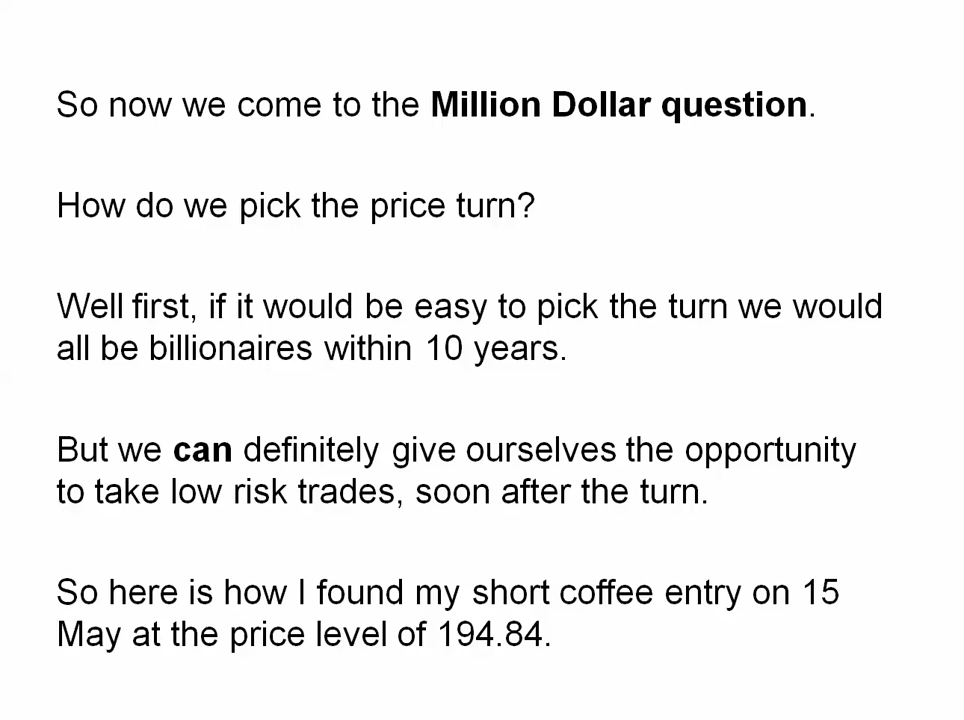 So now we come to the Million Dollar question.
How do we pick the price turn?
Well first, if it would be easy to pick the turn we would
all be billionaires within 10 years.
But we can definitely give ourselves the opportunity
to take low risk trades, soon after the turn.
So here is how I found my short coffee entry on 15
May at the price level of 194.84.